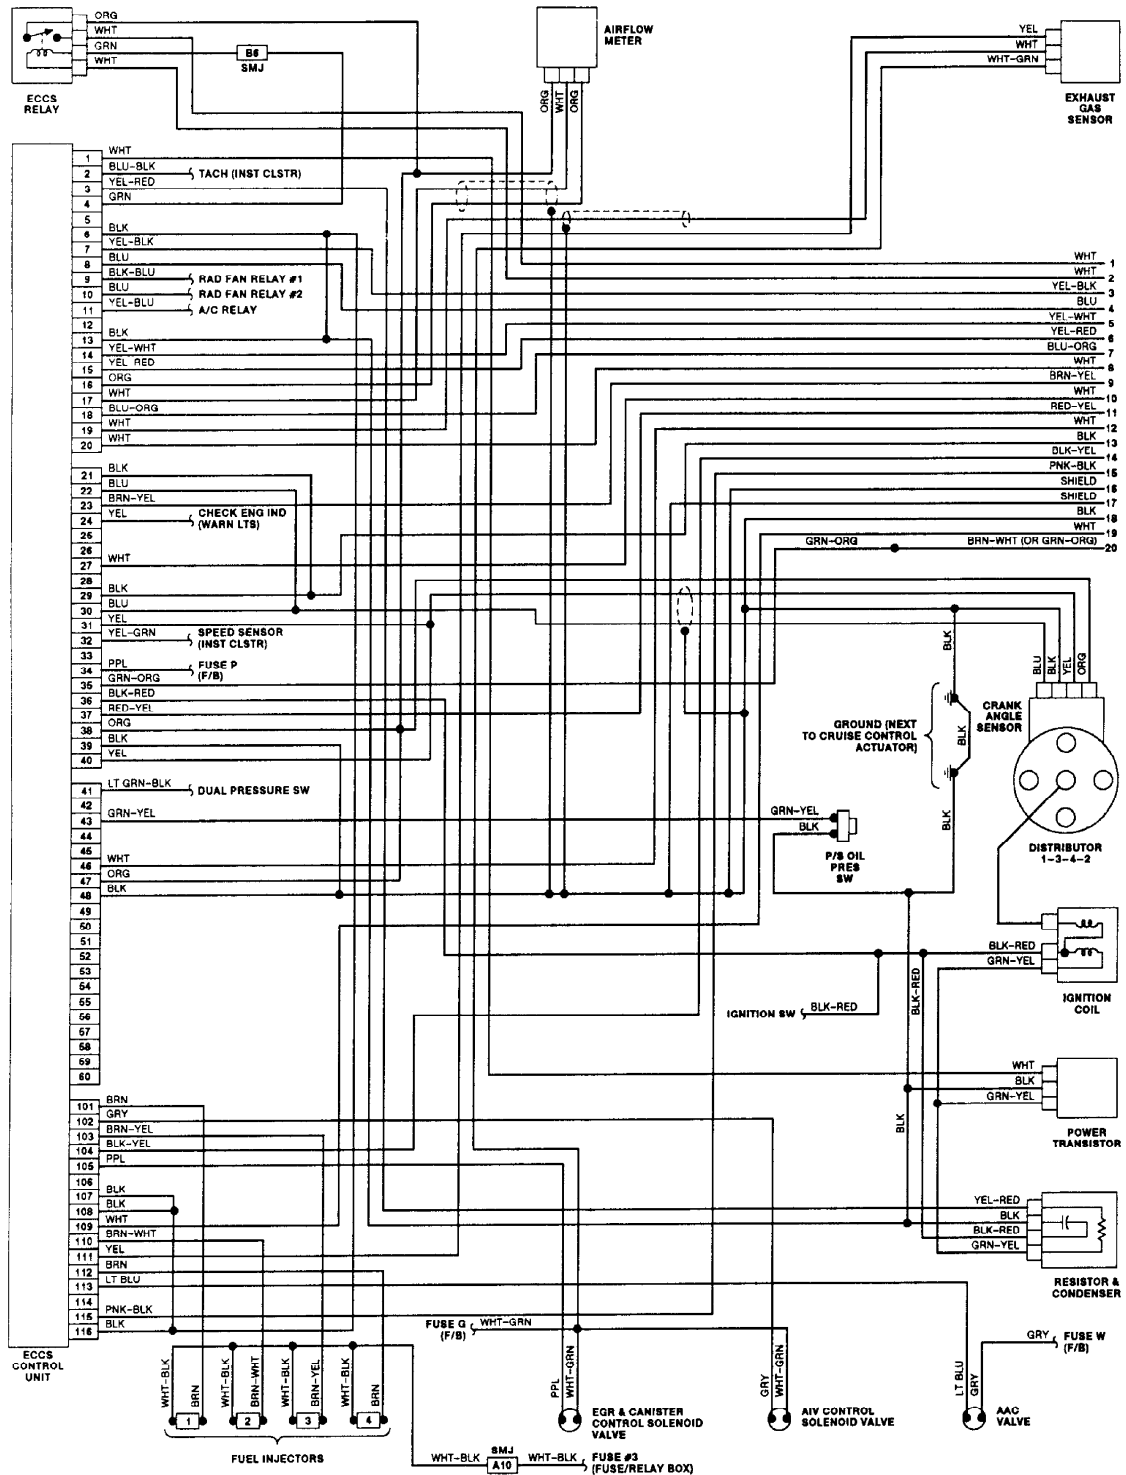 ORG
WHT
GRN
WHT
ECCS
RELAY
B6
SMJ
AIRFLOW
METER
ORG
WHT
ORG
YEL
WHT
WHT-GRN
EXHAUST
GAS
SENSOR
1 WHT
2 BLU-BLK TACH (INST CLSTR)
3 YEL-RED
4 GRN
5
6 BLK
7 YEL-BLK
8 BLU
9 BLK-BLU RAD FAN RELAY #1
10 BLU RAD FAN RELAY #2
11 YEL-BLU A/C RELAY
12
13 BLK
14 YEL-WHT
15 YEL RED
16 ORG
17 WHT
18 BLU-ORG
19 WHT
20 WHT
21 BLK
22 BLU
23 BRN-YEL
24 YEL CHECK ENG IND
(WARN LTS)
25
26
27 WHT
28
29 BLK
30 BLU
31 YEL
32 YEL-GRN SPEED SENSOR
(INST CLSTR)
33
34 PPL FUSE P
(F/B)
35 GRN-ORG
36 BLK-RED
37 RED-YEL
38 ORG
39 BLK
40 YEL
41 LT GRN-BLK DUAL PRESSURE SW
42
43 GRN-YEL
44
45
46 WHT
47 ORG
48 BLK
49
50
51
52
53
54
55
56
57
58
59
60
101 BRN
102 GRY
103 BRN-YEL
104 BLK-YEL
105 PPL
106
107 BLK
108 BLK
109 WHT
110 BRN-WHT
111 YEL
112 BRN
113 LT BLU
114
115 PNK-BLK
116 BLK
ECCS
CONTROL
UNIT
WHT 1
WHT 2
YEL-BLK 3
BLU 4
YEL-WHT 5
YEL-RED 6
BLU-ORG 7
WHT 8
BRN-YEL 9
WHT 10
RED-YEL 11
WHT 12
BLK 13
BLK-YEL 14
PNK-BLK 15
SHIELD 16
SHIELD 17
BLK 18
WHT 19
GRN-ORG BRN-WHT (OR GRN-ORG) 20
BLK
BLU
BLK
YEL
ORG
GROUND (NEXT
TO CRUISE CONTROL
ACTUATOR)
BLK
BLK
CRANK
ANGLE
SENSOR
DISTRIBUTOR
1-3-4-2
GRN-YEL
BLK
P/S OIL
PRES
SW
BLK-RED
GRN-YEL
IGNITION
COIL
IGNITION SW BLK-RED
BLK-RED
WHT
BLK
GRN-YEL
POWER
TRANSISTOR
BLK
YEL-RED
BLK
BLK-RED
GRN-YEL
RESISTOR &
CONDENSER
FUSE G
(F/B)
WHT-GRN
GRY FUSE W
(F/B)
WHT-BLK
BRN
WHT-BLK
BRN-WHT
WHT-BLK
BRN-YEL
WHT-BLK
BRN
1
2
3
4
FUEL INJECTORS
PPL
WHT-GRN
EGR & CANISTER
CONTROL SOLENOID
VALVE
GRY
WHT-GRN
AIV CONTROL
SOLENOID VALVE
LT BLU
GRY
AAC
VALVE
WHT-BLK
SMJ
A10
WHT-BLK
FUSE #3
(FUSE/RELAY BOX)